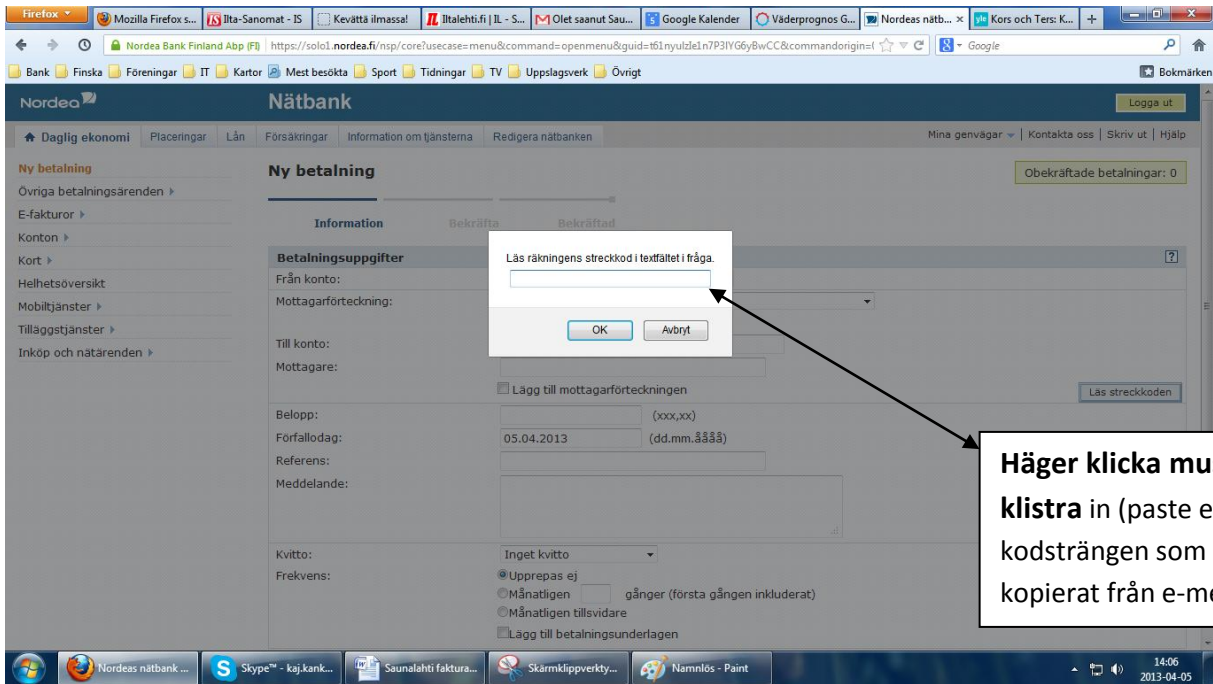 Firefox
Mozilla Firefox s...
Ilta-Sanomat - IS
Kevättä ilmassa!
Iltalehti.fi | IL - S...
Olet saanut Sau...
Google Kalender
Väderprognos G...
Nordeas nätb...
Kors och Ters: K...
Nordea Bank Finland Abp (FI)
https://solo1.nordea.fi/nsp/core?usecase=menu&command=openmenu&guid=t61nyulzIe1n7P3IYG6yBwCC&commandorigin=(
Google
Bank Finska Föreningar IT Kartor Mest besökta Sport Tidningar TV Uppslagsverk Övrigt Bokmärken
Nordea
Nätbank
Logga ut
Daglig ekonomi Placeringar Lån Försäkringar Information om tjänsterna Redigera nätbanken
Mina genvägar | Kontakta oss | Skriv ut | Hjälp
Ny betalning
Övriga betalningsärenden
E-fakturor
Konton
Kort
Helhetsöversikt
Mobiltjänster
Tilläggstjänster
Inköp och nätärenden
Ny betalning
Obekräftade betalningar: 0
Information Bekräfta Bekräftad
Betalningsuppgifter ?
Från konto:
Mottagarförteckning:
Till konto:
Mottagare:
Lägg till mottagarförteckningen
Läs streckkoden
Läs räkningens streckkod i textfältet i fråga.
OK Avbryt
Belopp: (xxx,xx)
Förfallodag: 05.04.2013 (dd.mm.åååå)
Referens:
Meddelande:
Kvitto: Inget kvitto
Frekvens: Upprepas ej
Månatligen gånger (första gången inkluderat)
Månatligen tillsvidare
Lägg till betalningsunderlagen
Häger klicka mu
klistra in (paste e
kodsträngen som
kopierat från e-me
Nordeas nätbank ...
Skype™ - kaj.kank...
Saunalahti faktura...
Skärmklippverkty...
Namnlös - Paint
14:06
2013-04-05